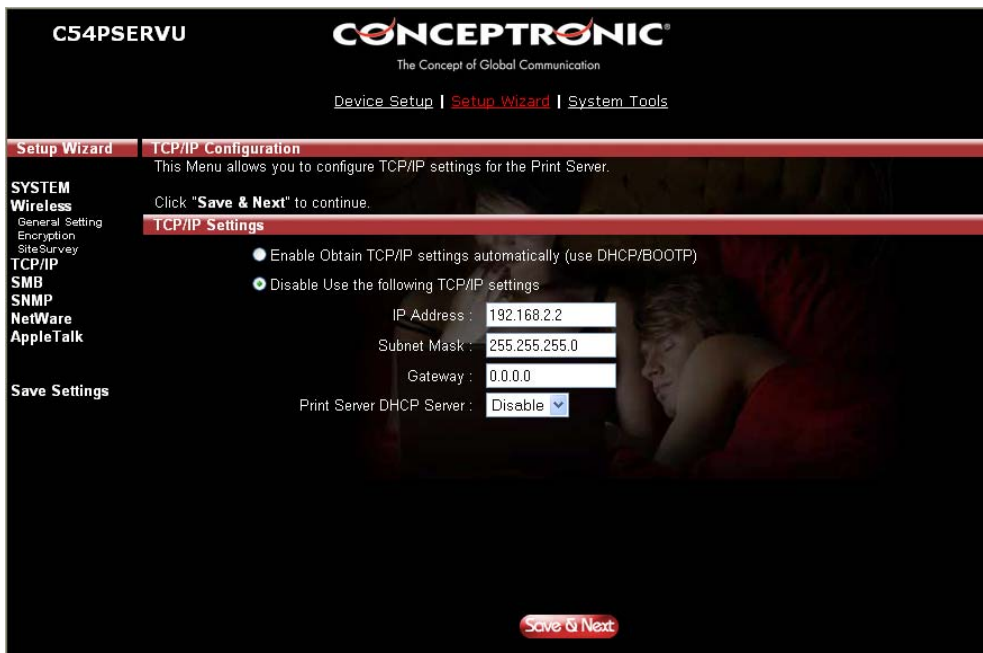 C54PSERVU
CONCEPTRONIC®
The Concept of Global Communication
Device Setup | Setup Wizard | System Tools
Setup Wizard
SYSTEM
Wireless
General Setting
Encryption
SiteSurvey
TCP/IP
SMB
SNMP
NetWare
AppleTalk
Save Settings
TCP/IP Configuration
This Menu allows you to configure TCP/IP settings for the Print Server.
Click "Save & Next" to continue.
TCP/IP Settings
Enable Obtain TCP/IP settings automatically (use DHCP/BOOTP)
Disable Use the following TCP/IP settings
IP Address : 192.168.2.2
Subnet Mask : 255.255.255.0
Gateway : 0.0.0.0
Print Server DHCP Server : Disable
Save & Next